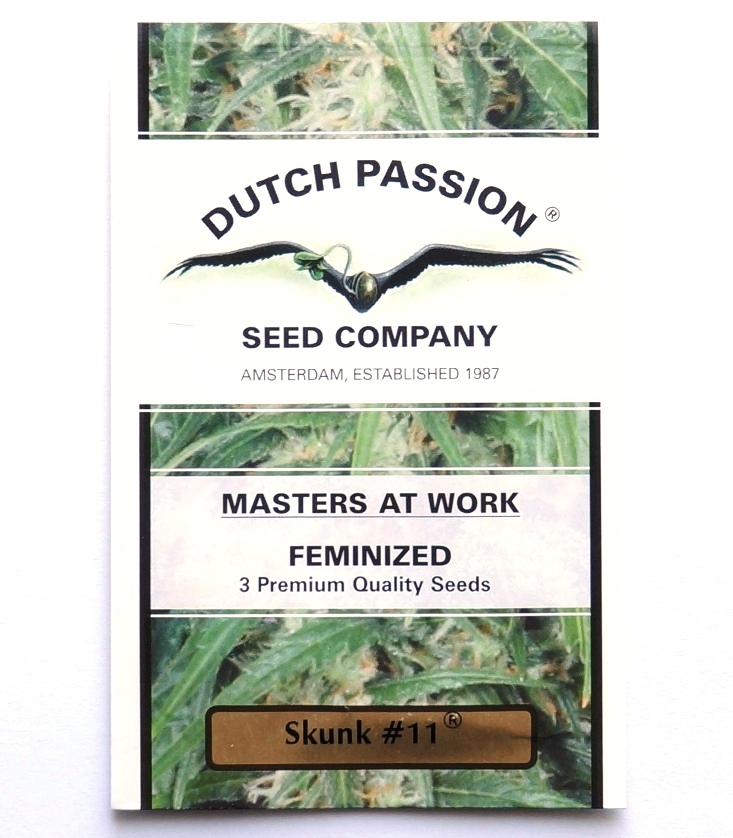 DUTCH PASSION®
SEED COMPANY
AMSTERDAM, ESTABLISHED 1987
MASTERS AT WORK
FEMINIZED
3 Premium Quality Seeds
Skunk #11®